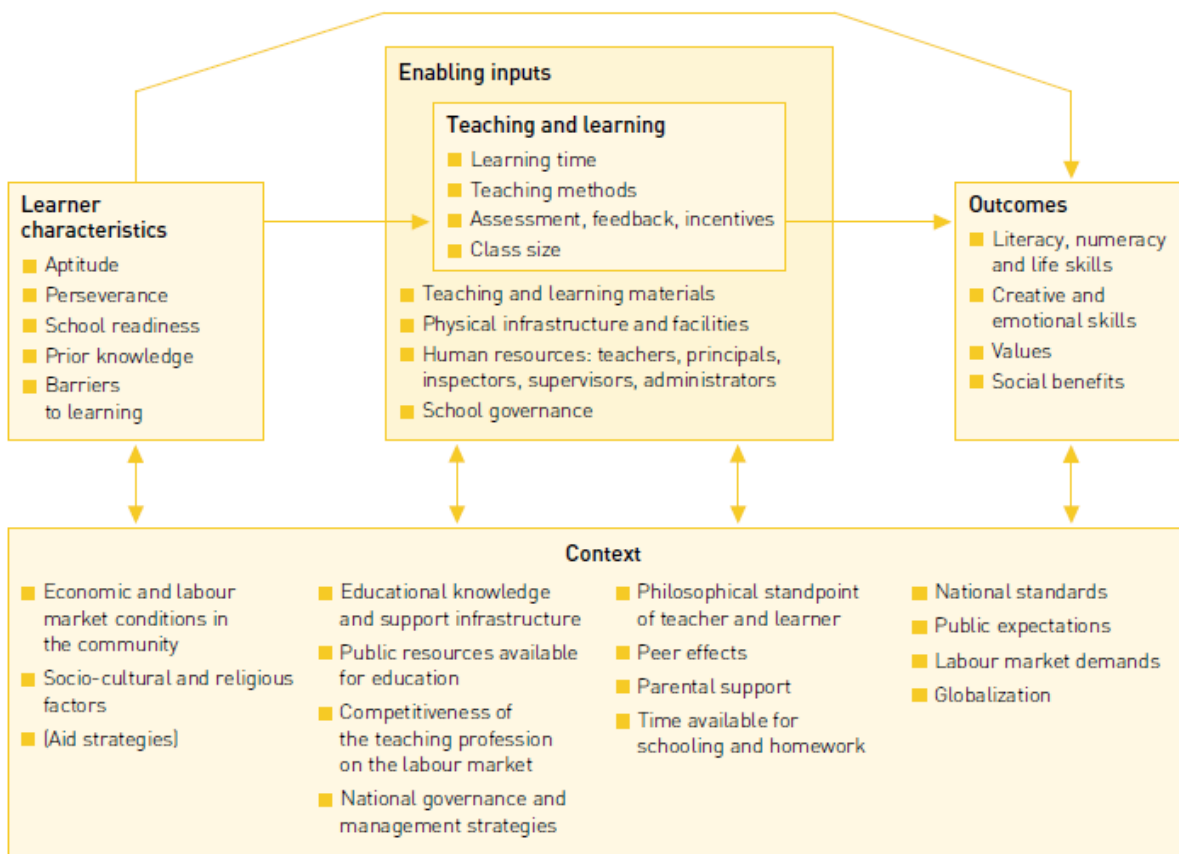 Enabling inputs
Teaching and learning
Learning time
Teaching methods
Assessment, feedback, incentives
Class size
Teaching and learning materials
Physical infrastructure and facilities
Human resources: teachers, principals,
inspectors, supervisors, administrators
School governance
Learner
characteristics
Aptitude
Perseverance
School readiness
Prior knowledge
Barriers
to learning
Outcomes
Literacy, numeracy
and life skills
Creative and
emotional skills
Values
Social benefits
Context
Economic and labour
market conditions in
the community
Socio-cultural and religious
factors
(Aid strategies)
Educational knowledge
and support infrastructure
Public resources available
for education
Competitiveness of
the teaching profession
on the labour market
National governance and
management strategies
Philosophical standpoint
of teacher and learner
Peer effects
Parental support
Time available for
schooling and homework
National standards
Public expectations
Labour market demands
Globalization